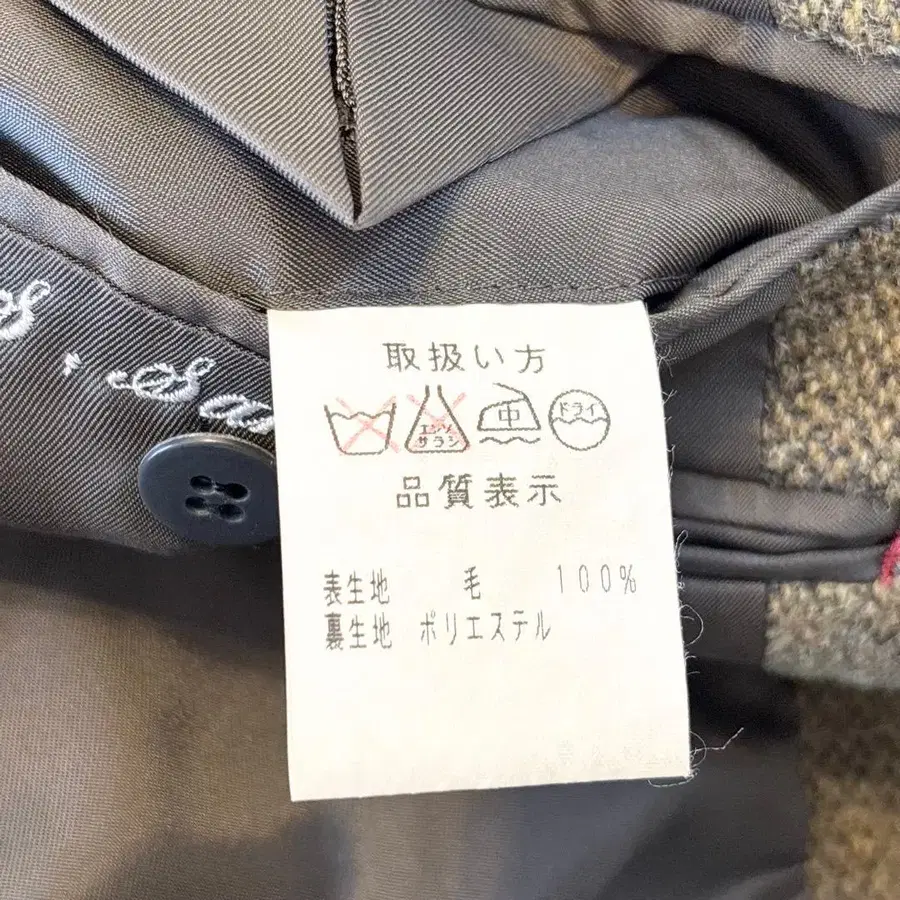 取扱い方
エンソ
サラシ
中
ドライ
品質表示
表生地 毛 100%
裏生地 ポリエステル